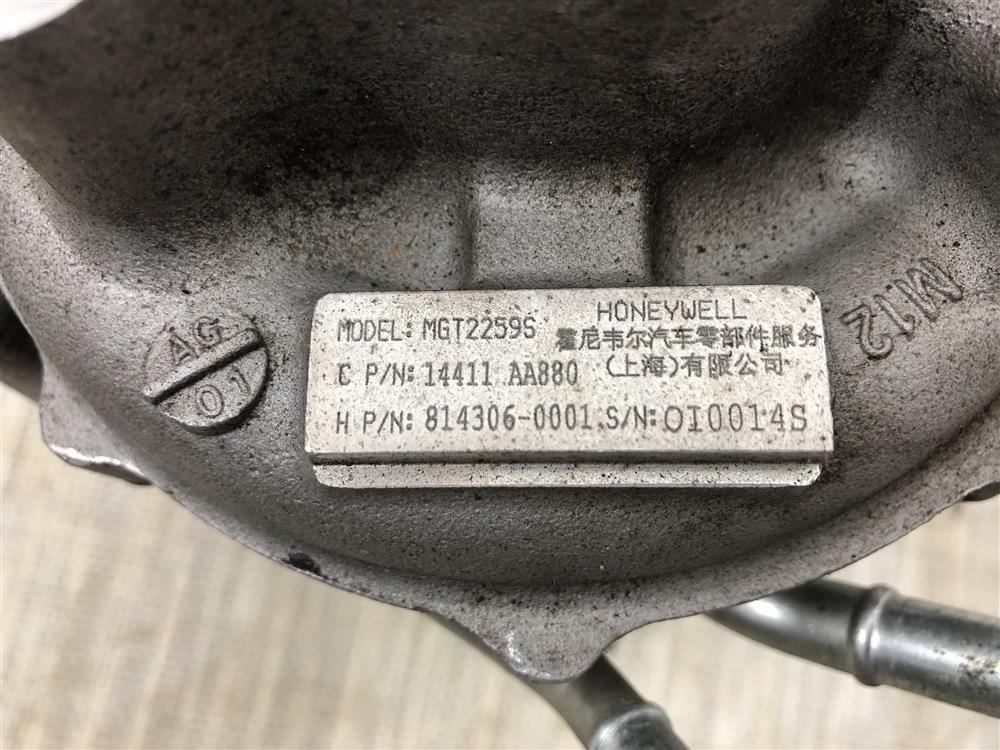 MODEL: MGT2259S HONEYWELL
霍尼韦尔汽车零部件服务
C P/N: 14411 AA880 (上海)有限公司
H P/N: 814306-0001 S/N: OI0014S
AG
01
M112